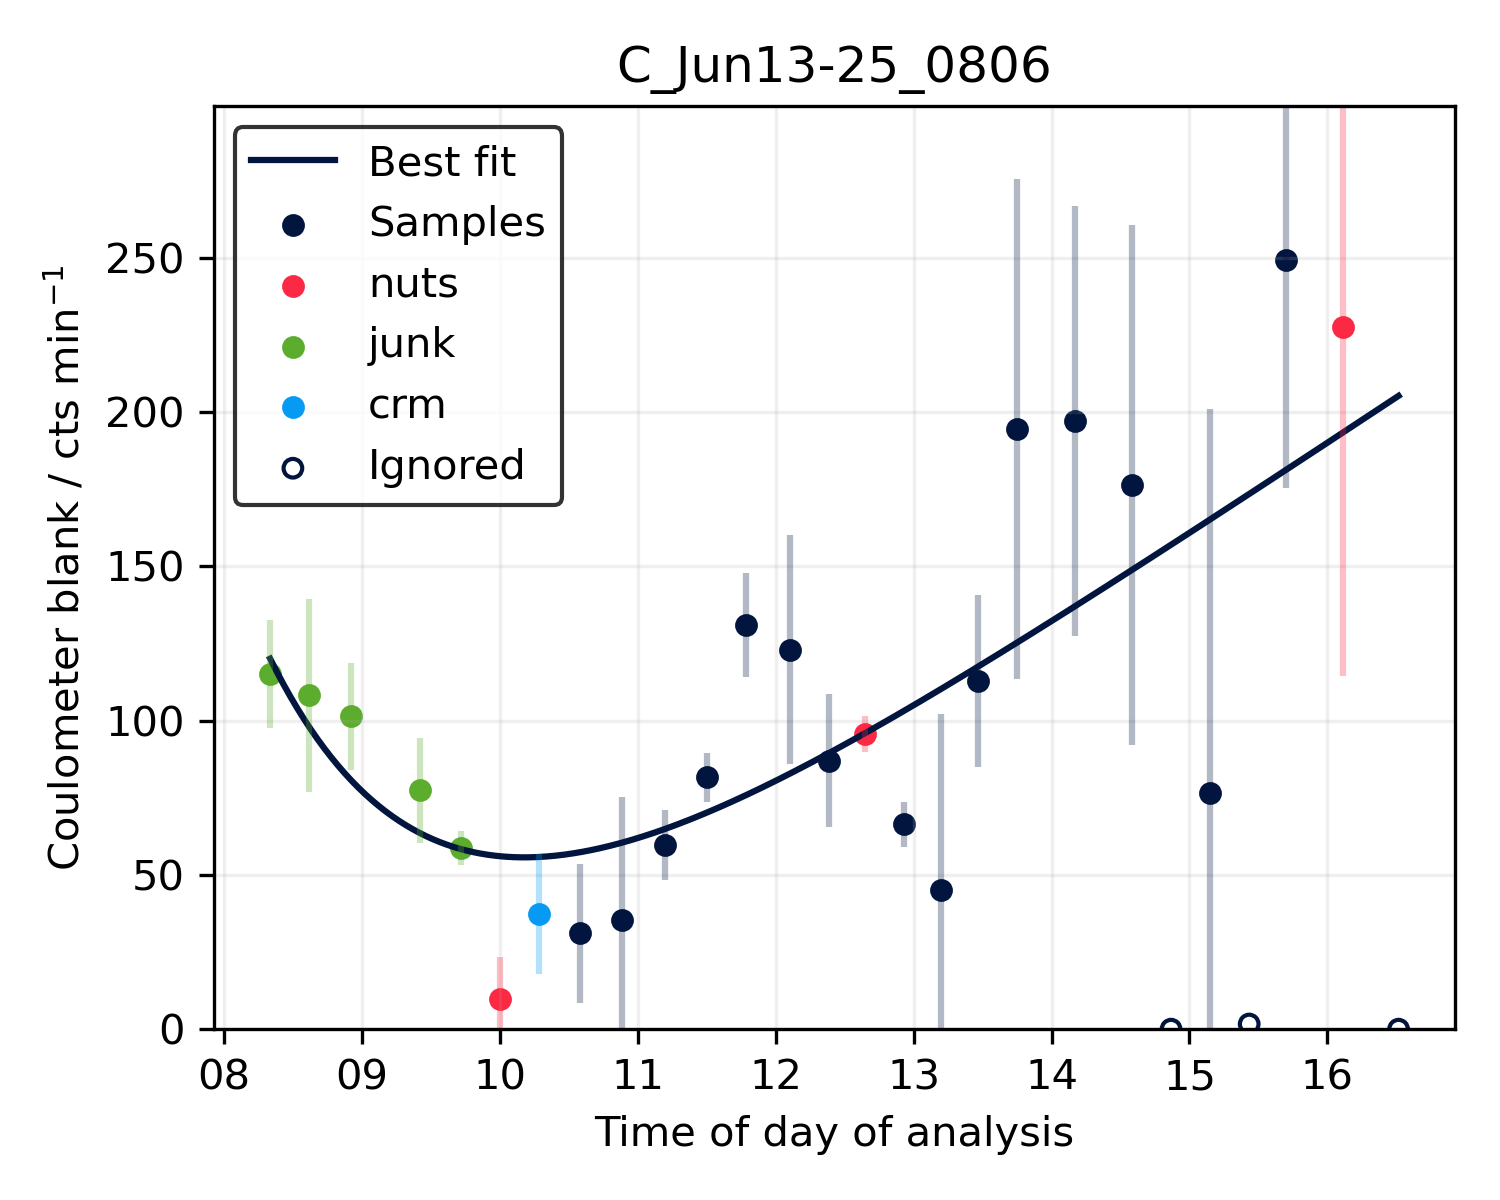 C_Jun13-25_0806
Best fit
Samples
nuts
junk
crm
Ignored
Coulometer blank / cts min⁻¹
250
200
150
100
50
0
08 09 10 11 12 13 14 15 16
Time of day of analysis